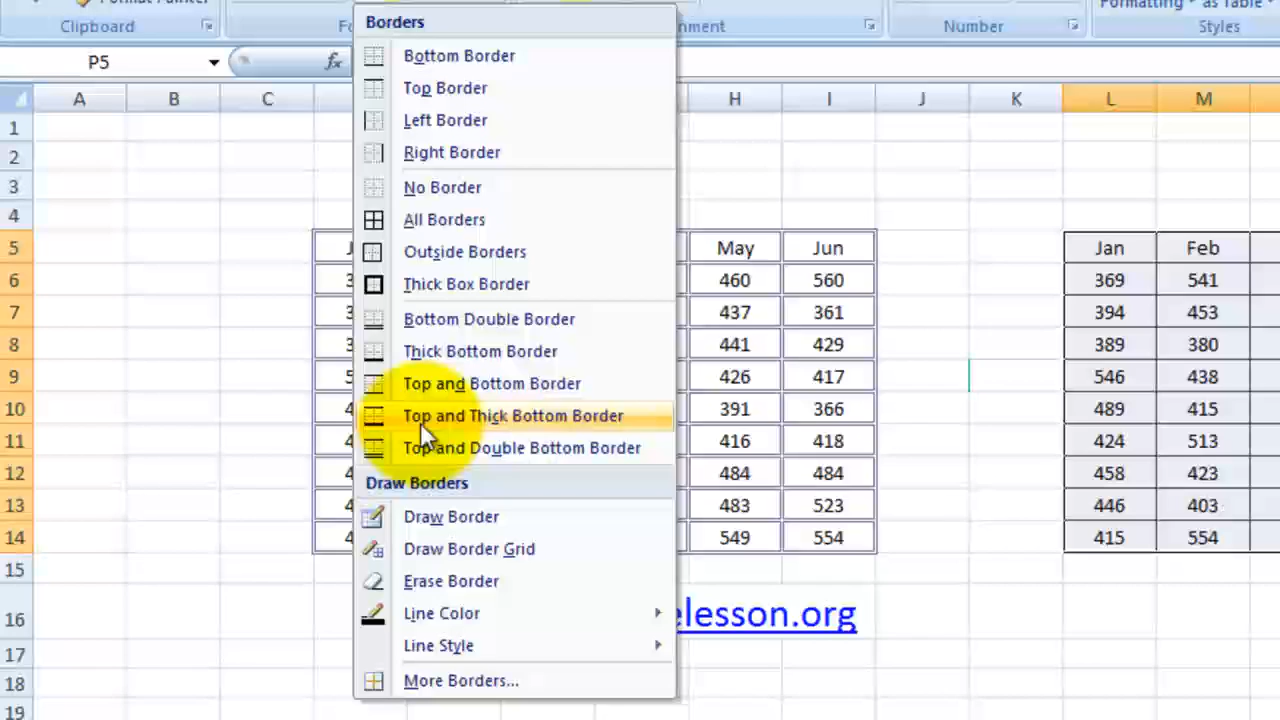 Format Painter
Formatting as Table
Clipboard
Number
Styles
P5
fx
Borders
Bottom Border
Top Border
Left Border
Right Border
No Border
All Borders
Outside Borders
Thick Box Border
Bottom Double Border
Thick Bottom Border
Top and Bottom Border
Top and Thick Bottom Border
Top and Double Bottom Border
Draw Borders
Draw Border
Draw Border Grid
Erase Border
Line Color
Line Style
More Borders...
A B C H I J K L M
1
2
3
4
5 May Jun Jan Feb
6 460 560 369 541
7 437 361 394 453
8 441 429 389 380
9 426 417 546 438
10 391 366 489 415
11 416 418 424 513
12 484 484 458 423
13 483 523 446 403
14 549 554 415 554
15
16 elesson.org
17
18
19